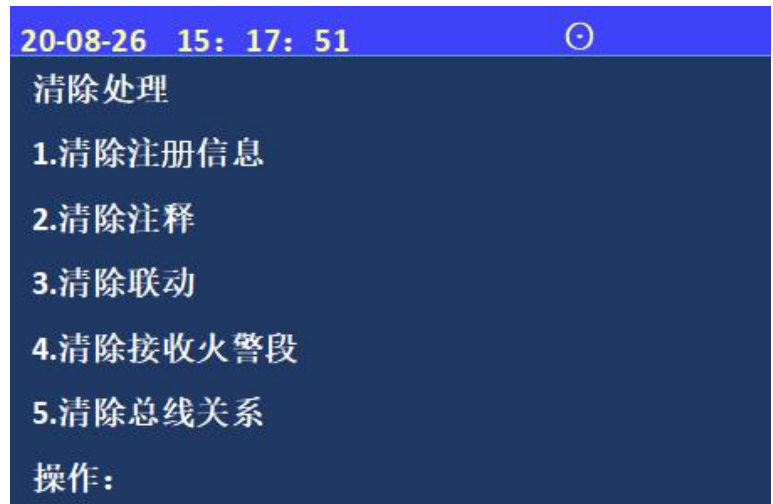 20-08-26 15：17：51
清除处理
1.清除注册信息
2.清除注释
3.清除联动
4.清除接收火警段
5.清除总线关系
操作：